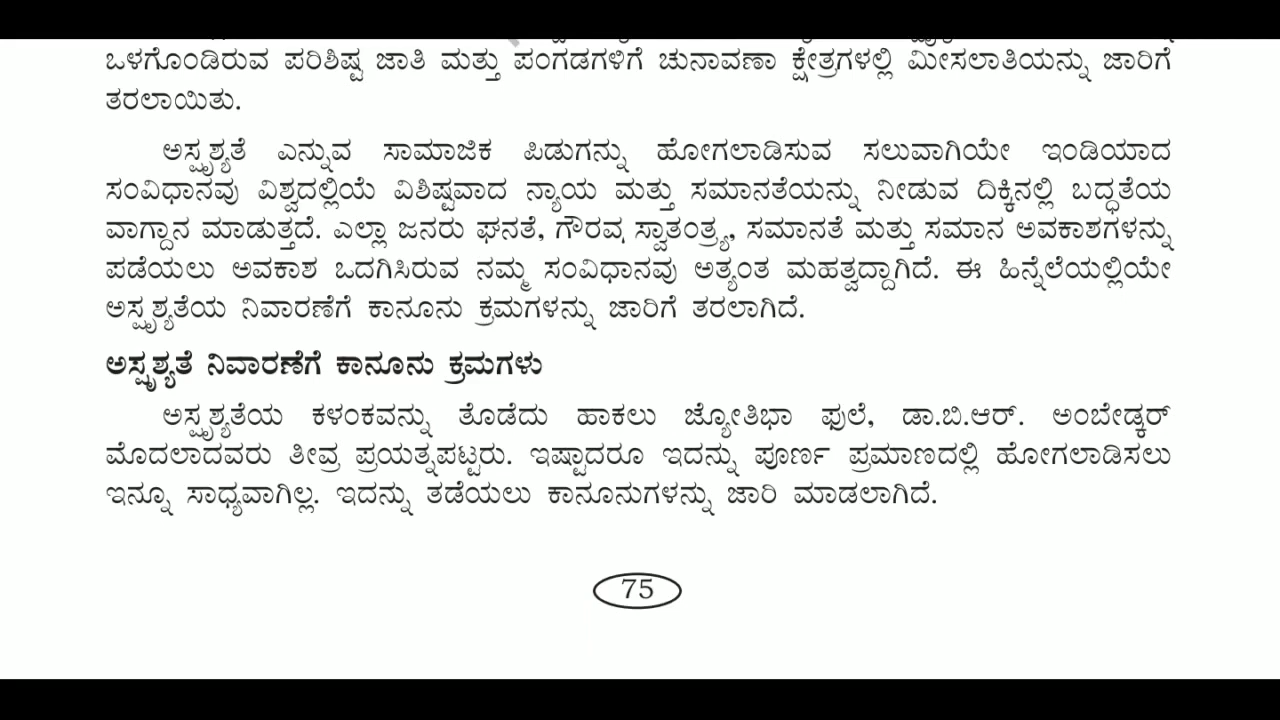 ಒಳಗೊಂಡಿರುವ ಪರಿಶಿಷ್ಟ ಜಾತಿ ಮತ್ತು ಪಂಗಡಗಳಿಗೆ ಚುನಾವಣಾ ಕ್ಷೇತ್ರಗಳಲ್ಲಿ ಮೀಸಲಾತಿಯನ್ನು ಜಾರಿಗೆ
ತರಲಾಯಿತು.
ಅಸ್ಪೃಶ್ಯತೆ ಎನ್ನುವ ಸಾಮಾಜಿಕ ಪಿಡುಗನ್ನು ಹೋಗಲಾಡಿಸುವ ಸಲುವಾಗಿಯೇ ಇಂಡಿಯಾದ
ಸಂವಿಧಾನವು ವಿಶ್ವದಲ್ಲಿಯೆ ವಿಶಿಷ್ಟವಾದ ನ್ಯಾಯ ಮತ್ತು ಸಮಾನತೆಯನ್ನು ನೀಡುವ ದಿಕ್ಕಿನಲ್ಲಿ ಬದ್ಧತೆಯ
ವಾಗ್ದಾನ ಮಾಡುತ್ತದೆ. ಎಲ್ಲಾ ಜನರು ಘನತೆ, ಗೌರವ, ಸ್ವಾತಂತ್ರ್ಯ, ಸಮಾನತೆ ಮತ್ತು ಸಮಾನ ಅವಕಾಶಗಳನ್ನು
ಪಡೆಯಲು ಅವಕಾಶ ಒದಗಿಸಿರುವ ನಮ್ಮ ಸಂವಿಧಾನವು ಅತ್ಯಂತ ಮಹತ್ವದ್ದಾಗಿದೆ. ಈ ಹಿನ್ನೆಲೆಯಲ್ಲಿಯೇ
ಅಸ್ಪೃಶ್ಯತೆಯ ನಿವಾರಣೆಗೆ ಕಾನೂನು ಕ್ರಮಗಳನ್ನು ಜಾರಿಗೆ ತರಲಾಗಿದೆ.
ಅಸ್ಪೃಶ್ಯತೆ ನಿವಾರಣೆಗೆ ಕಾನೂನು ಕ್ರಮಗಳು
ಅಸ್ಪೃಶ್ಯತೆಯ ಕಳಂಕವನ್ನು ತೊಡೆದು ಹಾಕಲು ಜ್ಯೋತಿಭಾ ಫುಲೆ, ಡಾ.ಬಿ.ಆರ್. ಅಂಬೇಡ್ಕರ್
ಮೊದಲಾದವರು ತೀವ್ರ ಪ್ರಯತ್ನಪಟ್ಟರು. ಇಷ್ಟಾದರೂ ಇದನ್ನು ಪೂರ್ಣ ಪ್ರಮಾಣದಲ್ಲಿ ಹೋಗಲಾಡಿಸಲು
ಇನ್ನೂ ಸಾಧ್ಯವಾಗಿಲ್ಲ. ಇದನ್ನು ತಡೆಯಲು ಕಾನೂನುಗಳನ್ನು ಜಾರಿ ಮಾಡಲಾಗಿದೆ.
75